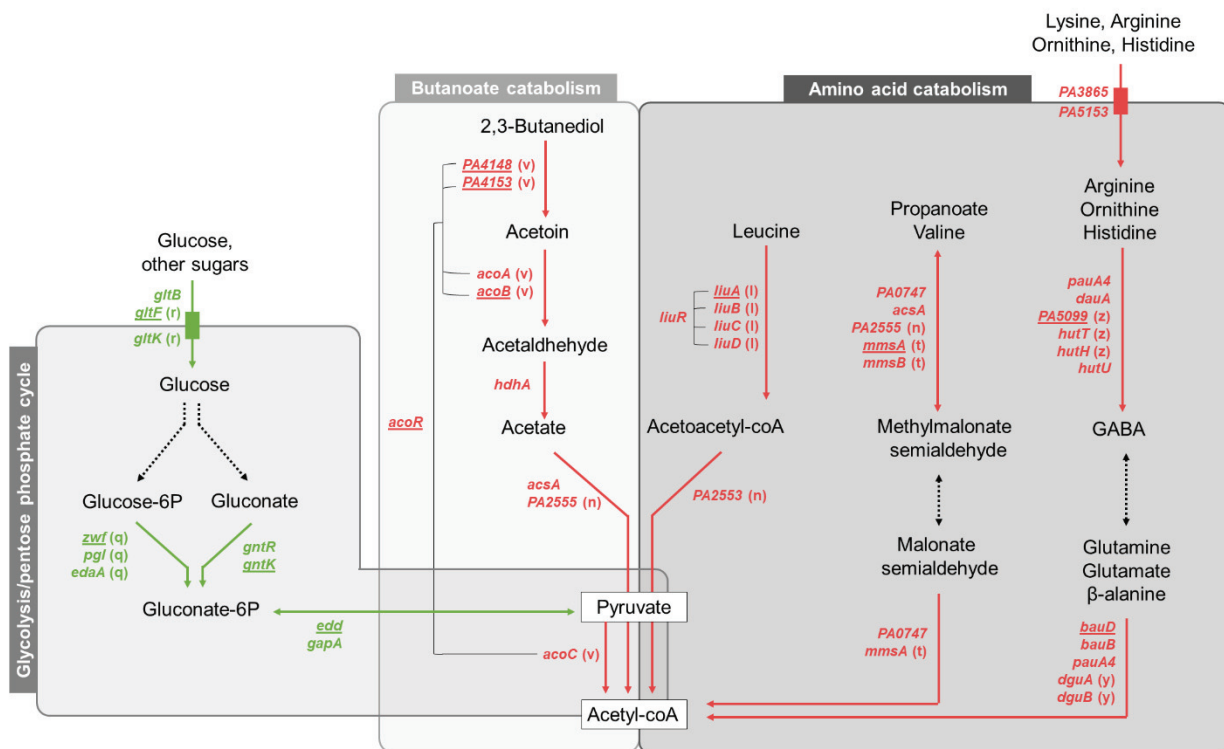 Lysine, Arginine
Ornithine, Histidine
Butanoate catabolism
Amino acid catabolism
PA3865
PA5153
2,3-Butanediol
PA4148 (v)
PA4153 (v)
Acetoin
acoA (v)
acoB (v)
Acetaldhehyde
hdhA
acoR
Acetate
acsA
PA2555 (n)
Leucine
liuR
liuA (l)
liuB (l)
liuC (l)
liuD (l)
Acetoacetyl-coA
PA2553 (n)
Propanoate
Valine
PA0747
acsA
PA2555 (n)
mmsA (t)
mmsB (t)
Methylmalonate
semialdehyde
Malonate
semialdehyde
PA0747
mmsA (t)
Arginine
Ornithine
Histidine
pauA4
dauA
PA5099 (z)
hutT (z)
hutH (z)
hutU
GABA
Glutamine
Glutamate
β-alanine
bauD
bauB
pauA4
dguA (y)
dguB (y)
Glycolysis/pentose phosphate cycle
Glucose,
other sugars
gltB
gltF (r)
gltK (r)
Glucose
Glucose-6P
Gluconate
zwf (q)
pgl (q)
edaA (q)
gntR
gntK
Gluconate-6P
edd
gapA
Pyruvate
acoC (v)
Acetyl-coA